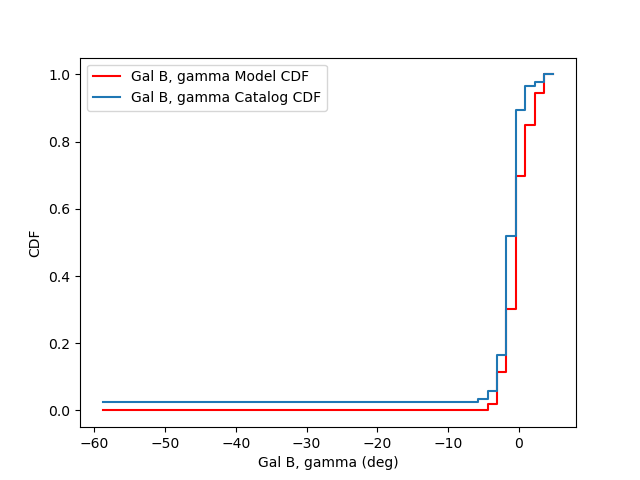 Gal B, gamma Model CDF
Gal B, gamma Catalog CDF
1.0
0.8
0.6
0.4
0.2
0.0
CDF
−60 −50 −40 −30 −20 −10 0
Gal B, gamma (deg)